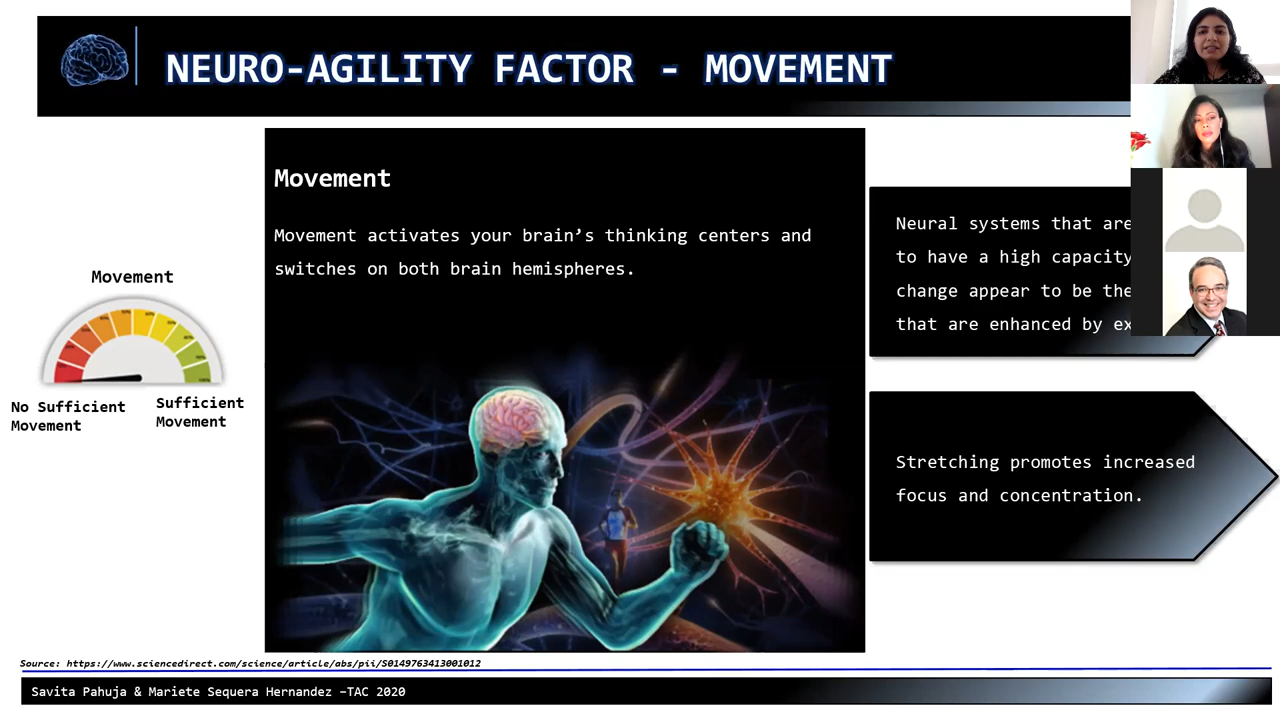 NEURO-AGILITY FACTOR - MOVEMENT
Movement
Movement activates your brain’s thinking centers and
switches on both brain hemispheres.
Movement
No Sufficient
Movement
Sufficient
Movement
Neural systems that are
to have a high capacity
change appear to be the
that are enhanced by
Stretching promotes increased
focus and concentration.
Source: https://www.sciencedirect.com/science/article/abs/pii/S0149763413001012
Savita Pahuja & Mariete Sequera Hernandez –TAC 2020